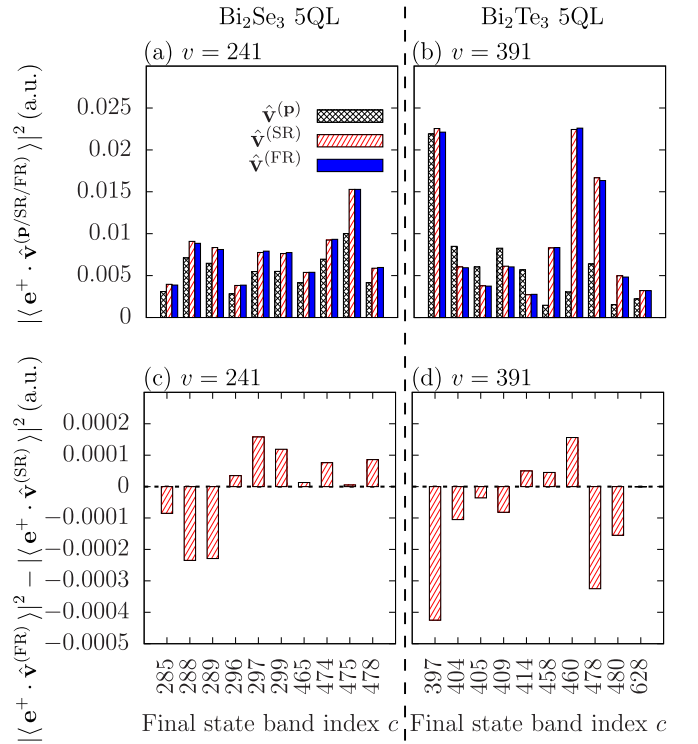 Bi₂Se₃ 5QL
Bi₂Te₃ 5QL
(a) v = 241
(b) v = 391
|⟨e⁺ · v̂⁽ᵖ/SR/FR⁾⟩|² (a.u.)
0.025
0.02
0.015
0.01
0.005
0
v̂⁽ᵖ⁾
v̂⁽SR⁾
v̂⁽FR⁾
(c) v = 241
(d) v = 391
|⟨e⁺ · v̂⁽FR⁾⟩|² − |⟨e⁺ · v̂⁽SR⁾⟩|² (a.u.)
0.0002
0.0001
0
−0.0001
−0.0002
−0.0003
−0.0004
−0.0005
285 288 289 296 297 299 465 474 475 478
397 404 405 409 414 458 460 478 480 628
Final state band index c
Final state band index c